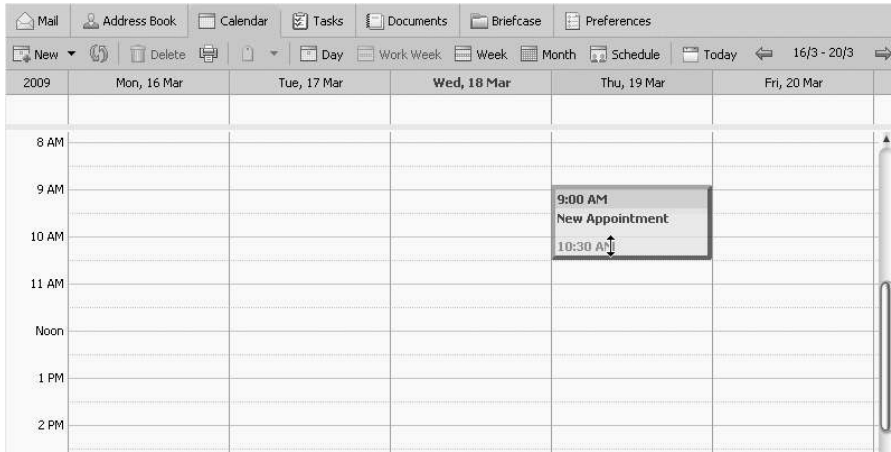 Mail Address Book Calendar Tasks Documents Briefcase Preferences
New Delete Day Work Week Week Month Schedule Today 16/3 - 20/3
2009 Mon, 16 Mar Tue, 17 Mar Wed, 18 Mar Thu, 19 Mar Fri, 20 Mar
8 AM
9 AM
9:00 AM
New Appointment
10 AM
10:30 AM
11 AM
Noon
1 PM
2 PM